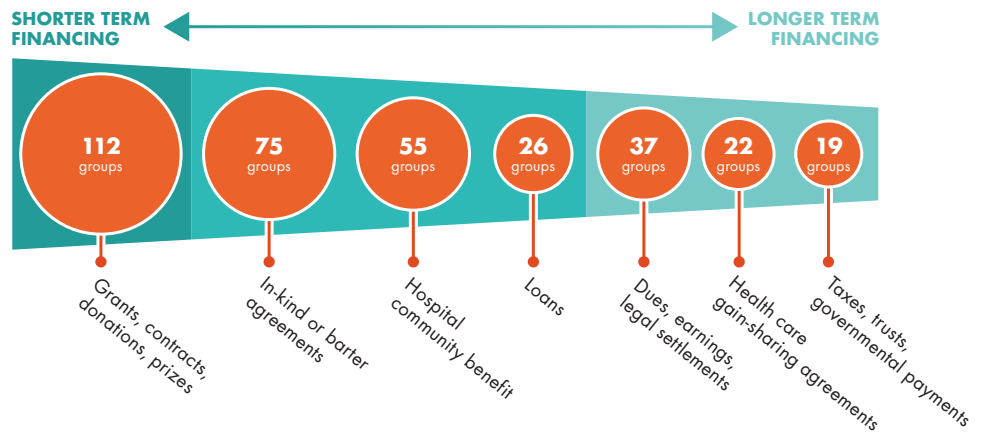 SHORTER TERM
FINANCING
LONGER TERM
FINANCING
112
groups
75
groups
55
groups
26
groups
37
groups
22
groups
19
groups
Grants, contracts,
donations, prizes
In-kind or barter
agreements
Hospital
community benefit
Loans
Dues, earnings,
legal settlements
Health care
gain-sharing agreements
Taxes, trusts,
governmental payments